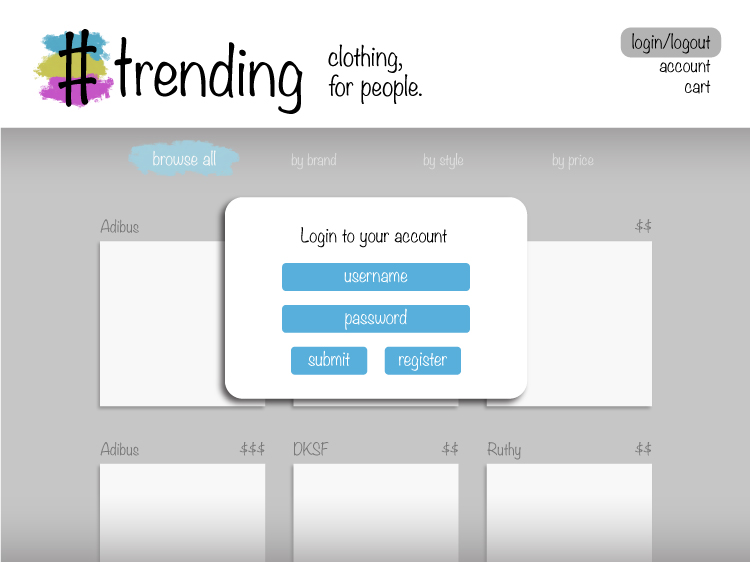 #trending
clothing,
for people.
login/logout
account
cart
browse all
by brand
by style
by price
Adibus
$$
Login to your account
username
password
submit
register
Adibus
$$$
DKSF
$$
Ruthy
$$